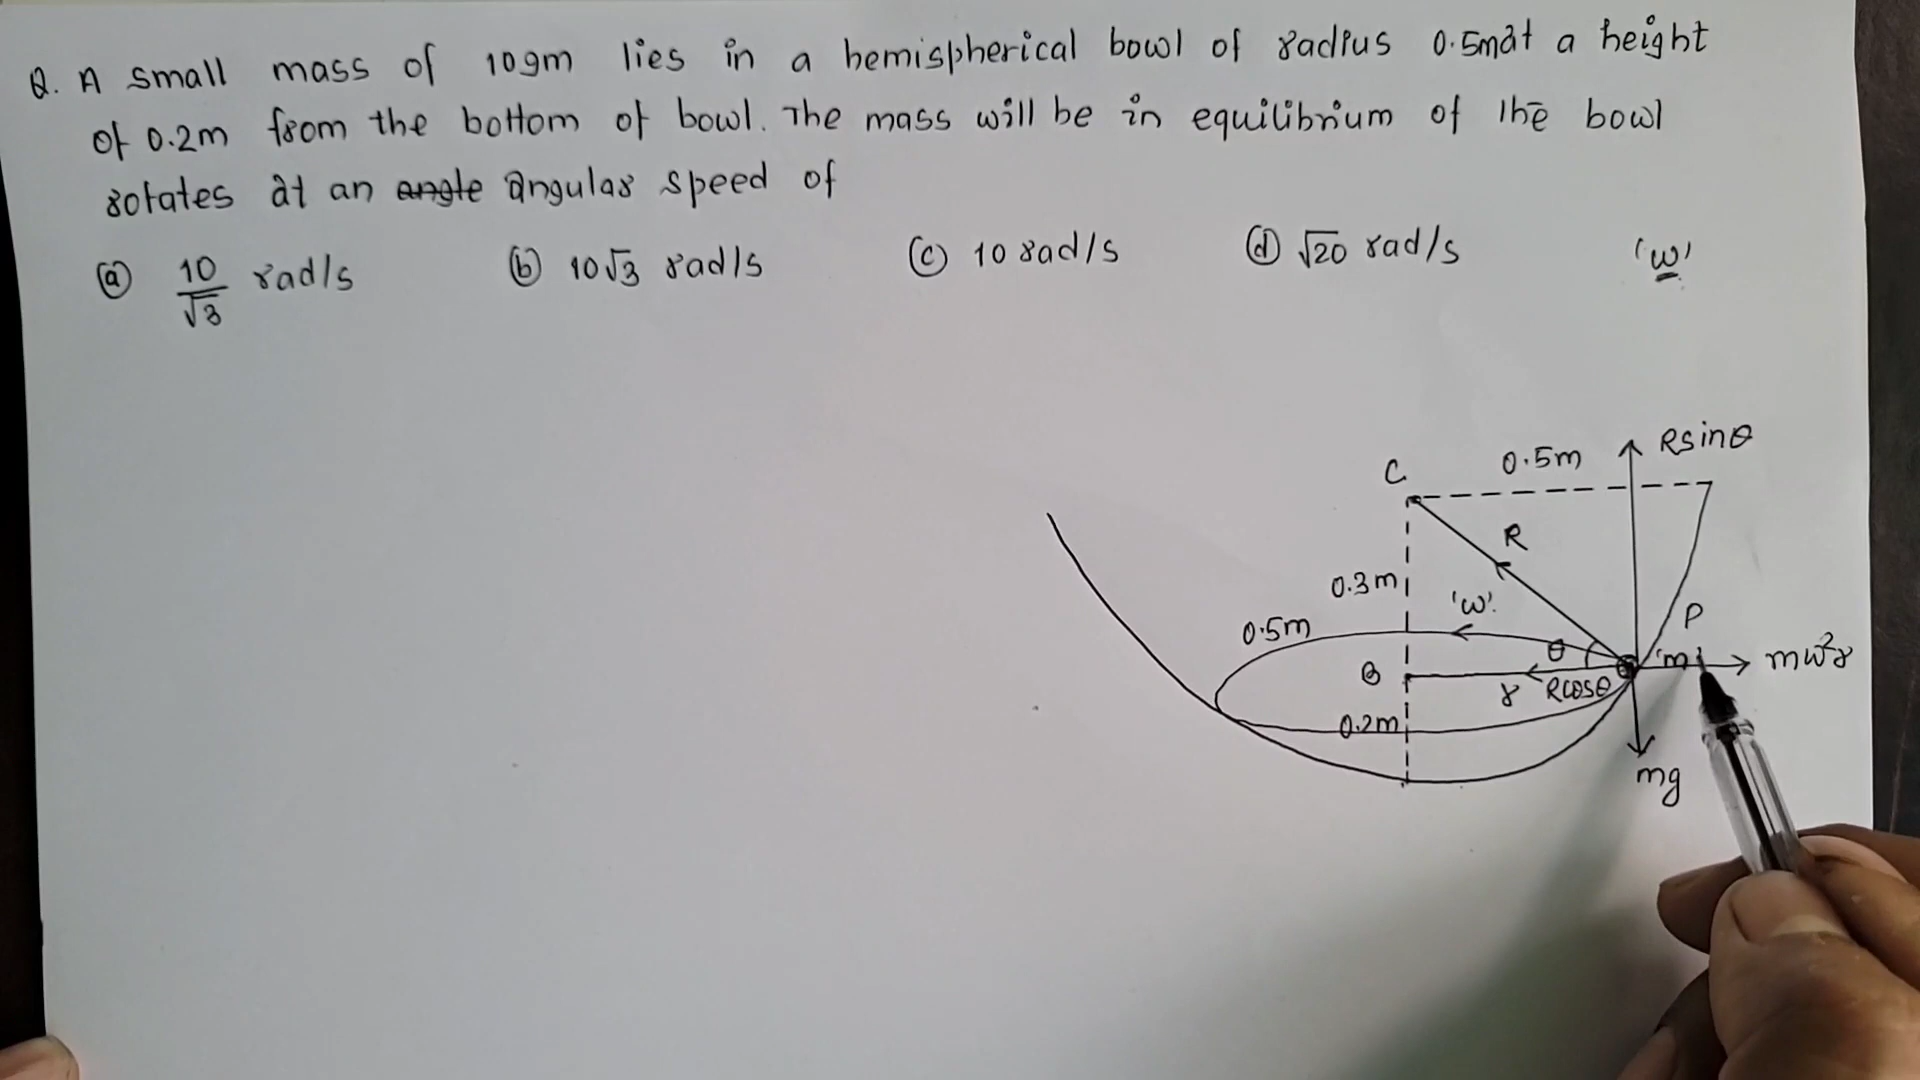 Q. A small mass of 10gm lies in a hemispherical bowl of radius 0.5m at a height
of 0.2m from the bottom of bowl. The mass will be in equilibrium of the bowl
rotates at an angle angular speed of
(a) 10/√3 rad/s (b) 10√3 rad/s (c) 10 rad/s (d) √20 rad/s 'ω'
C 0.5m R sinθ
R
0.3m 'ω'
0.5m P
B θ 'm' mω²r
r Rcosθ
0.2m
mg